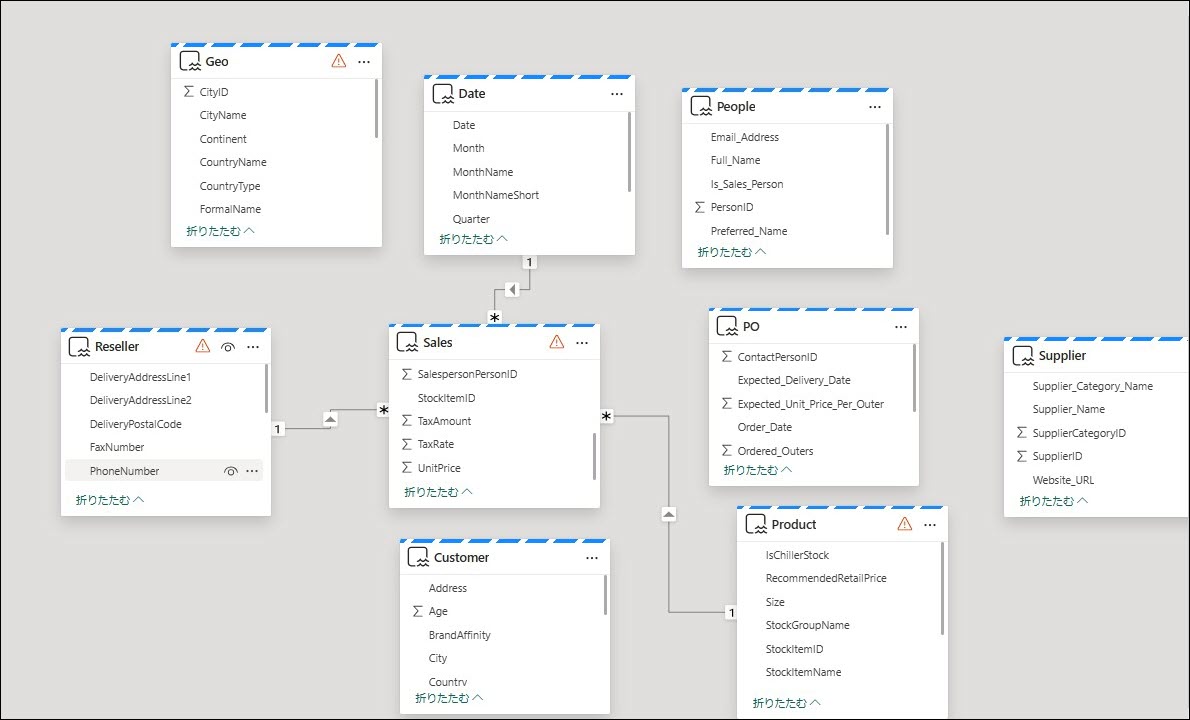 Geo
CityID
CityName
Continent
CountryName
CountryType
FormalName
折りたたむ
Date
Date
Month
MonthName
MonthNameShort
Quarter
折りたたむ
People
Email_Address
Full_Name
Is_Sales_Person
PersonID
Preferred_Name
折りたたむ
1
*
Reseller
DeliveryAddressLine1
DeliveryAddressLine2
DeliveryPostalCode
FaxNumber
PhoneNumber
折りたたむ
1
*
Sales
SalespersonPersonID
StockItemID
TaxAmount
TaxRate
UnitPrice
折りたたむ
*
1
PO
ContactPersonID
Expected_Delivery_Date
Expected_Unit_Price_Per_Outer
Order_Date
Ordered_Outers
折りたたむ
Supplier
Supplier_Category_Name
Supplier_Name
SupplierCategoryID
SupplierID
Website_URL
折りたたむ
Customer
Address
Age
BrandAffinity
City
Country
折りたたむ
Product
IsChillerStock
RecommendedRetailPrice
Size
StockGroupName
StockItemID
StockItemName
折りたたむ